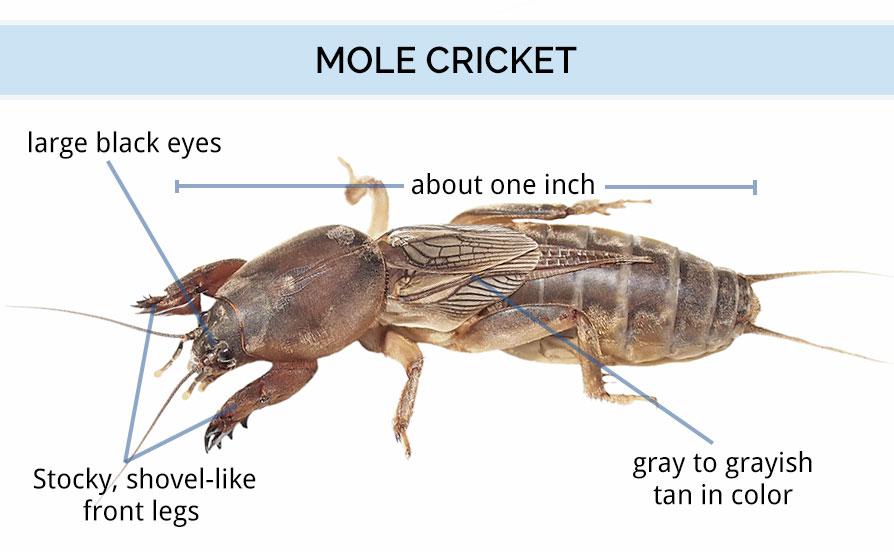 MOLE CRICKET
large black eyes
about one inch
Stocky, shovel-like
front legs
gray to grayish
tan in color